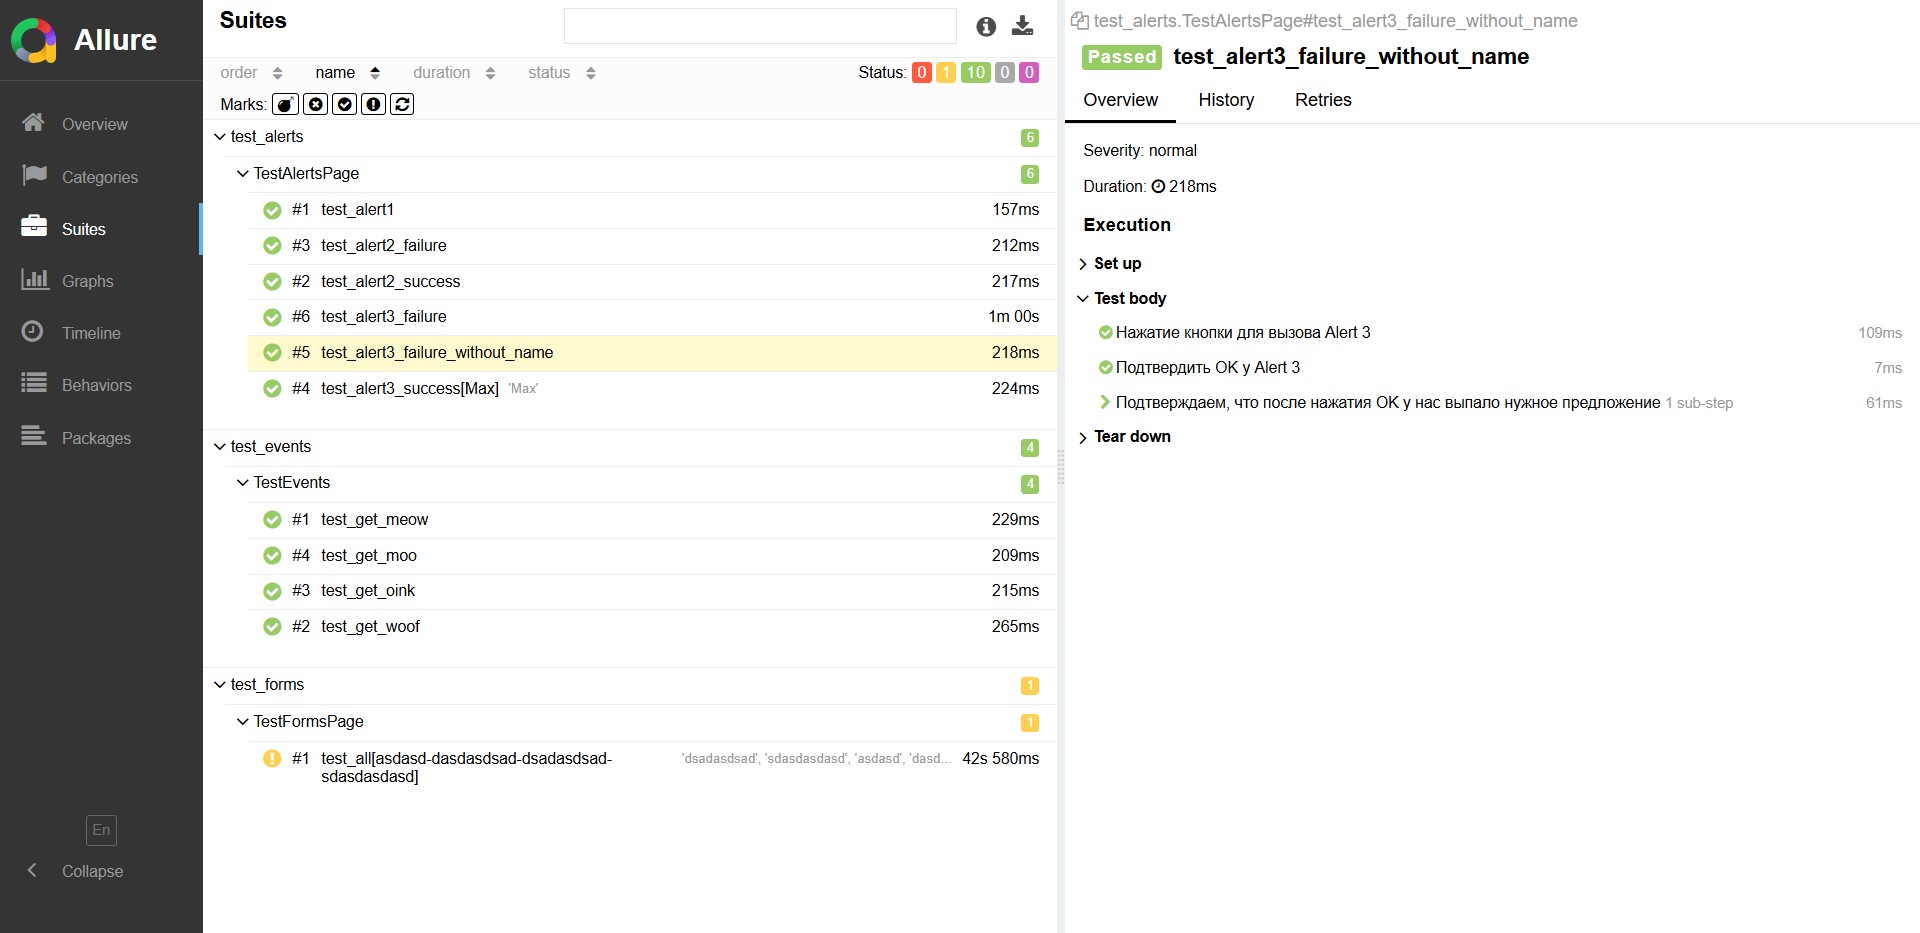 Allure
Overview
Categories
Suites
Graphs
Timeline
Behaviors
Packages
En
Collapse
Suites
order name duration status Status: 0 1 10 0 0
Marks:
test_alerts 6
TestAlertsPage 6
#1 test_alert1 157ms
#3 test_alert2_failure 212ms
#2 test_alert2_success 217ms
#6 test_alert3_failure 1m 00s
#5 test_alert3_failure_without_name 218ms
#4 test_alert3_success[Max] 'Max' 224ms
test_events 4
TestEvents 4
#1 test_get_meow 229ms
#4 test_get_moo 209ms
#3 test_get_oink 215ms
#2 test_get_woof 265ms
test_forms 1
TestFormsPage 1
#1 test_all[asdasd-dasdasdsad-dsadasdsad- 'dsadasdsad', 'sdasdasdasd', 'asdasd', 'dasd... 42s 580ms
sdasdasdasd]
test_alerts.TestAlertsPage#test_alert3_failure_without_name
Passed test_alert3_failure_without_name
Overview History Retries
Severity: normal
Duration: 218ms
Execution
Set up
Test body
Нажатие кнопки для вызова Alert 3 109ms
Подтвердить OK у Alert 3 7ms
Подтверждаем, что после нажатия OK у нас выпало нужное предложение 1 sub-step 61ms
Tear down